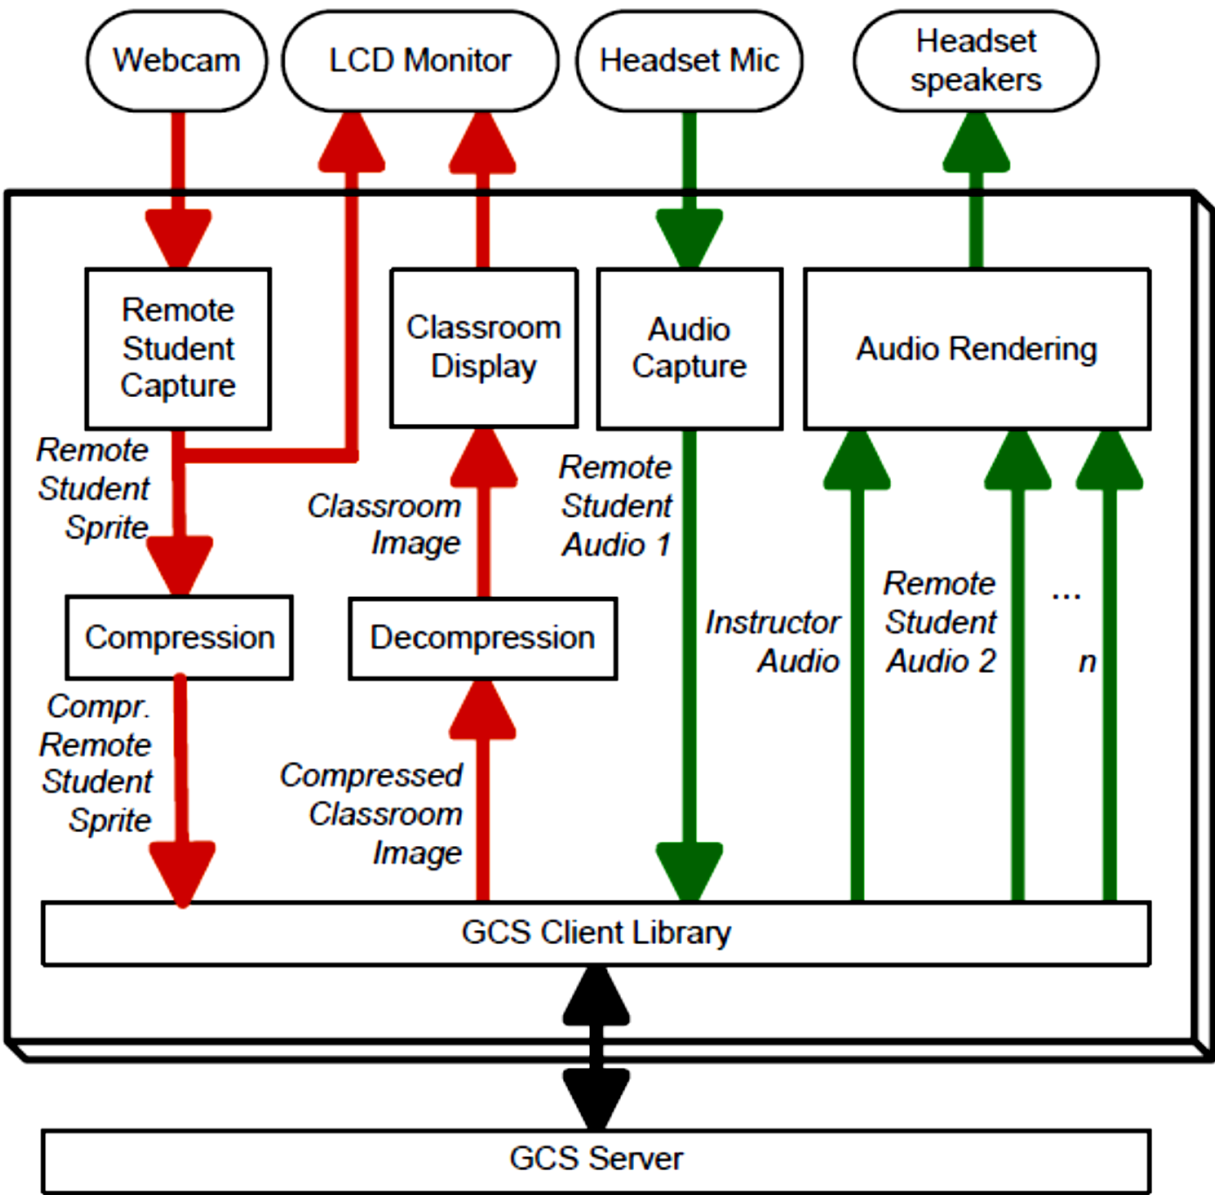 Webcam
LCD Monitor
Headset Mic
Headset
speakers
Remote
Student
Capture
Classroom
Display
Audio
Capture
Audio Rendering
Remote
Student
Sprite
Classroom
Image
Remote
Student
Audio 1
Compression
Decompression
Instructor
Audio
Remote
Student
Audio 2
...
n
Compr.
Remote
Student
Sprite
Compressed
Classroom
Image
GCS Client Library
GCS Server